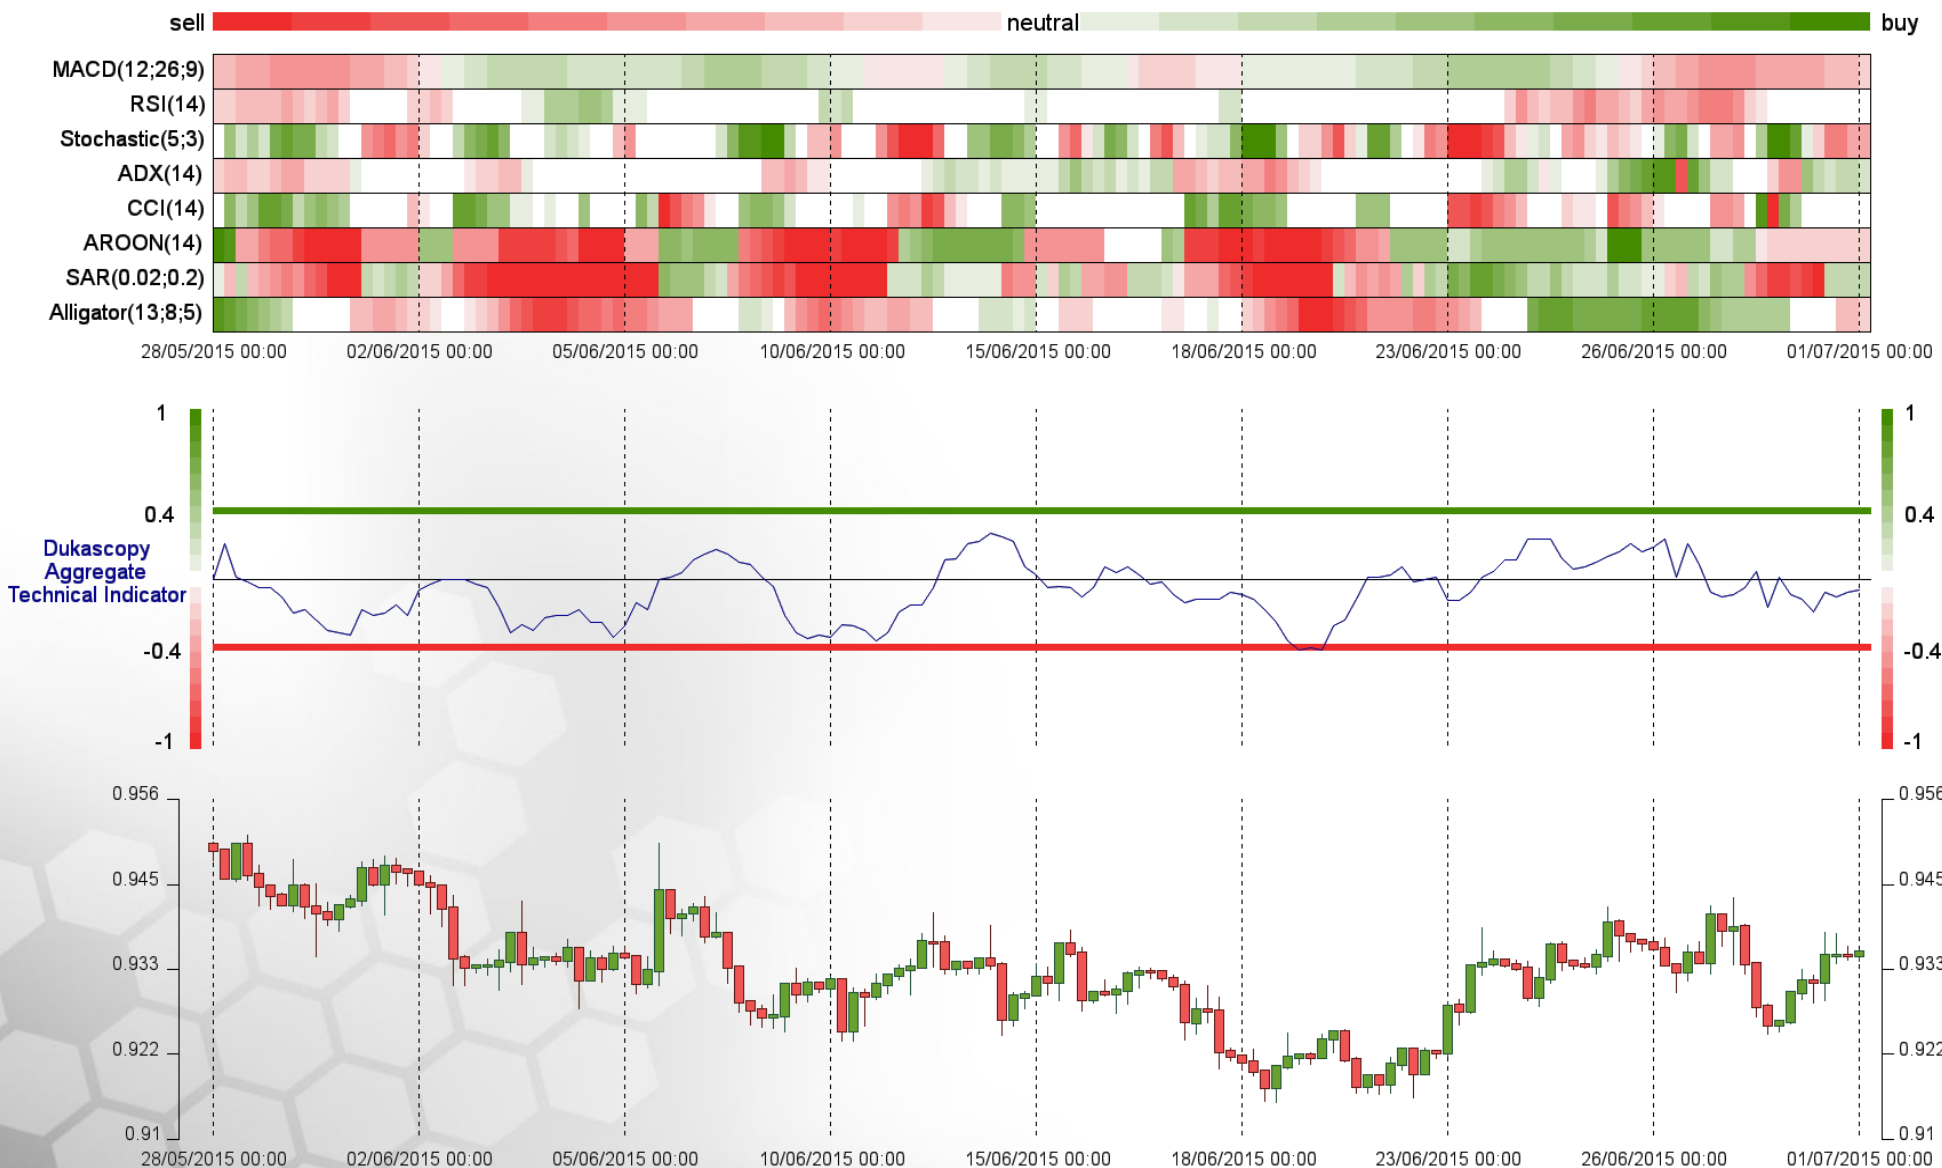 sell neutral buy
MACD(12;26;9)
RSI(14)
Stochastic(5;3)
ADX(14)
CCI(14)
AROON(14)
SAR(0.02;0.2)
Alligator(13;8;5)
28/05/2015 00:00 02/06/2015 00:00 05/06/2015 00:00 10/06/2015 00:00 15/06/2015 00:00 18/06/2015 00:00 23/06/2015 00:00 26/06/2015 00:00 01/07/2015 00:00
1 1
0.4 0.4
Dukascopy
Aggregate
Technical Indicator
-0.4 -0.4
-1 -1
0.956 0.956
0.945 0.945
0.933 0.933
0.922 0.922
0.91 0.91
28/05/2015 00:00 02/06/2015 00:00 05/06/2015 00:00 10/06/2015 00:00 15/06/2015 00:00 18/06/2015 00:00 23/06/2015 00:00 26/06/2015 00:00 01/07/2015 00:00